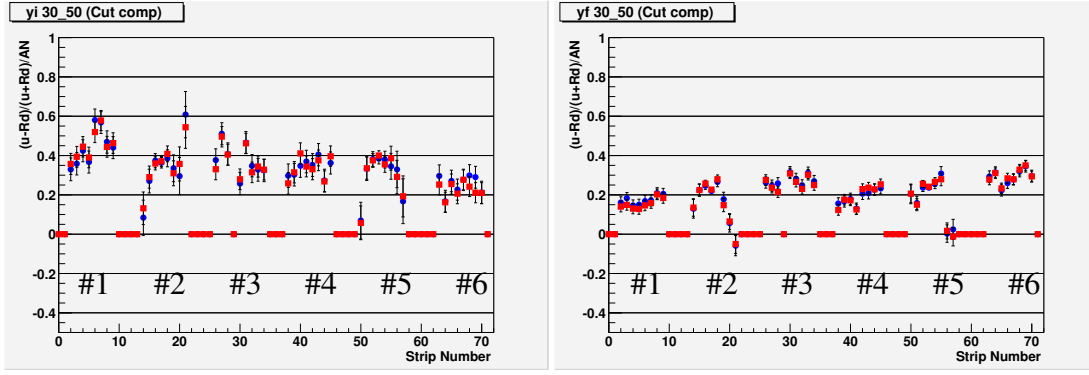 yi 30_50 (Cut comp)
(u-Rd)/(u+Rd)/AN
1
0.8
0.6
0.4
0.2
0
-0.2
-0.4
#1 #2 #3 #4 #5 #6
0 10 20 30 40 50 60 70
Strip Number
yf 30_50 (Cut comp)
(u-Rd)/(u+Rd)/AN
1
0.8
0.6
0.4
0.2
0
-0.2
-0.4
#1 #2 #3 #4 #5 #6
0 10 20 30 40 50 60 70
Strip Number